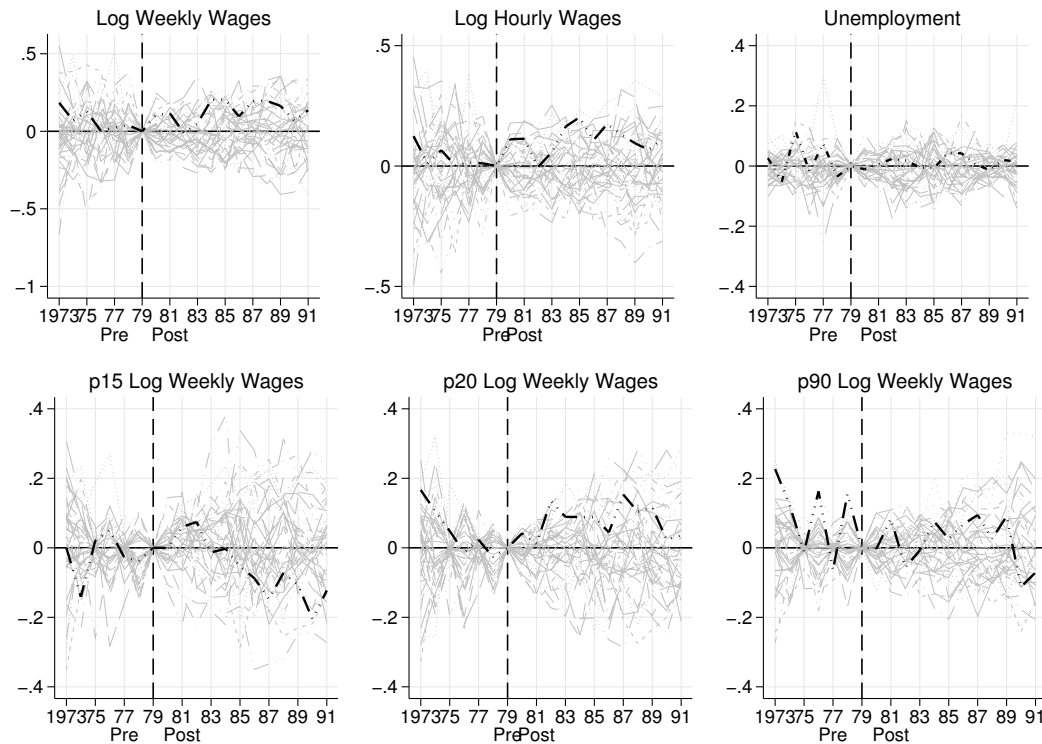 Log Weekly Wages
.5
0
-.5
-1
1973 75 77 79 81 83 85 87 89 91
Pre Post
Log Hourly Wages
.5
0
-.5
1973 75 77 79 81 83 85 87 89 91
Pre Post
Unemployment
.4
.2
0
-.2
-.4
1973 75 77 79 81 83 85 87 89 91
Pre Post
p15 Log Weekly Wages
.4
.2
0
-.2
-.4
1973 75 77 79 81 83 85 87 89 91
Pre Post
p20 Log Weekly Wages
.4
.2
0
-.2
-.4
1973 75 77 79 81 83 85 87 89 91
Pre Post
p90 Log Weekly Wages
.4
.2
0
-.2
-.4
1973 75 77 79 81 83 85 87 89 91
Pre Post